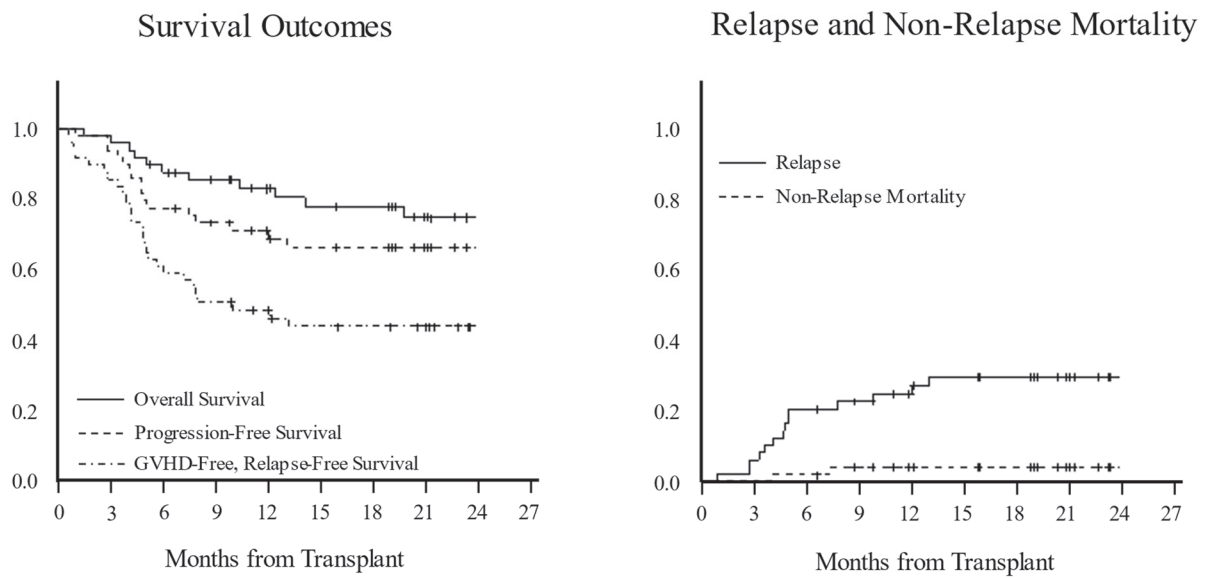 Survival Outcomes
1.0
0.8
0.6
0.4
0.2
0.0
Overall Survival
Progression-Free Survival
GVHD-Free, Relapse-Free Survival
0 3 6 9 12 15 18 21 24 27
Months from Transplant
Relapse and Non-Relapse Mortality
1.0
0.8
0.6
0.4
0.2
0.0
Relapse
Non-Relapse Mortality
0 3 6 9 12 15 18 21 24 27
Months from Transplant